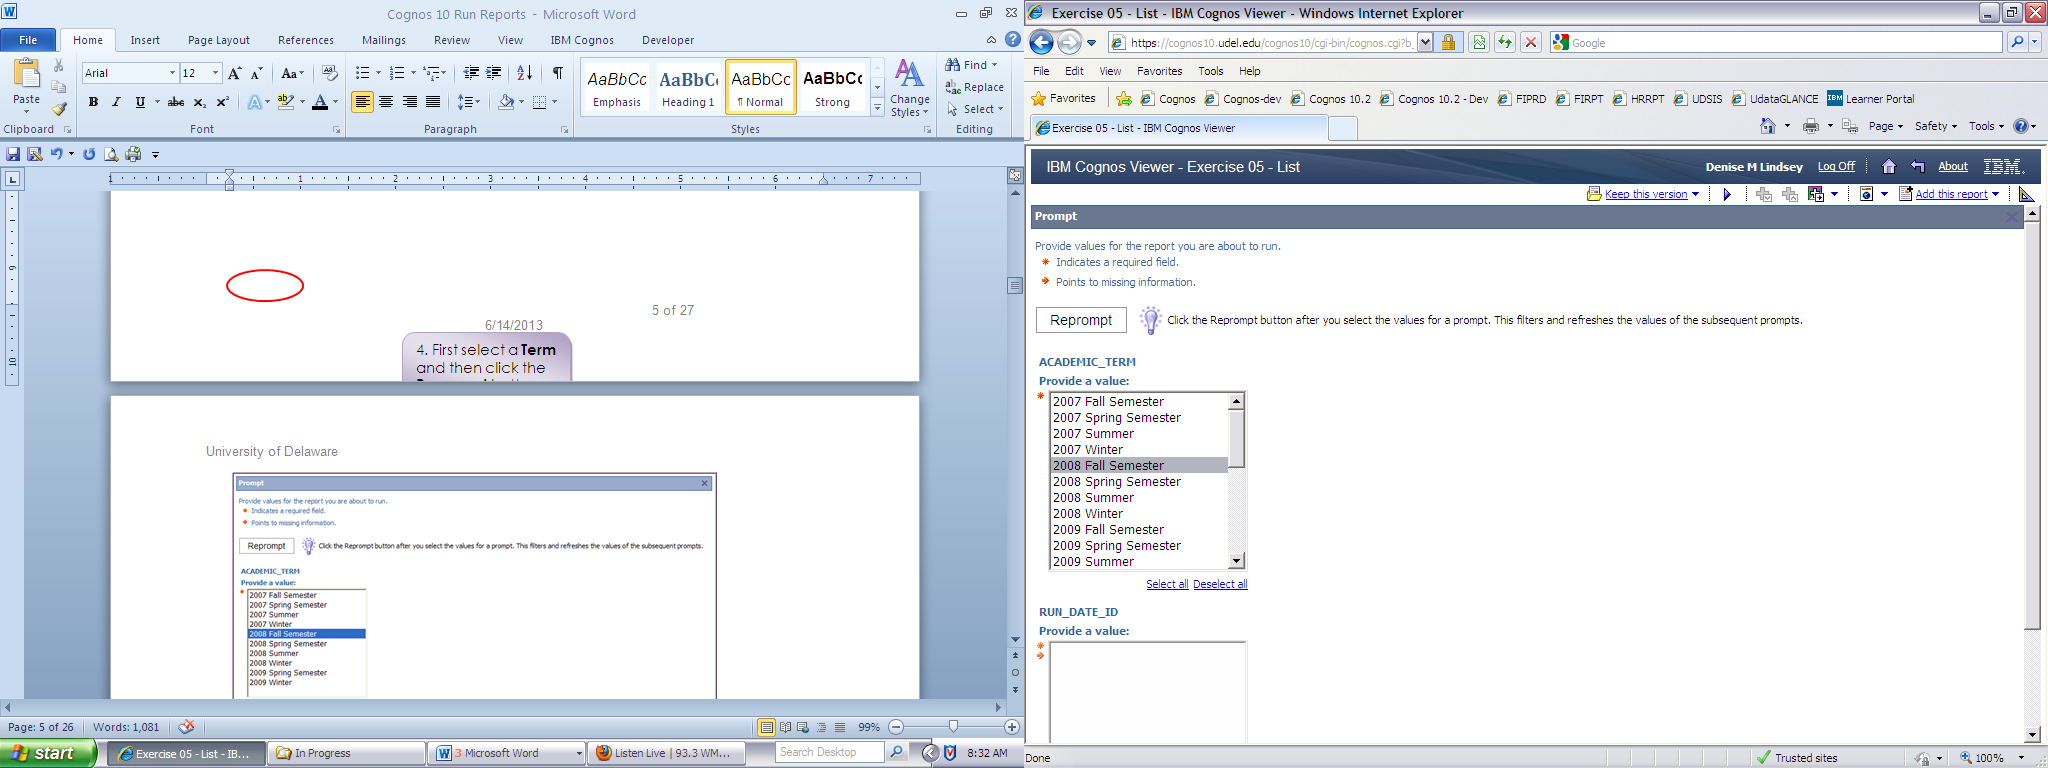 Cognos 10 Run Reports - Microsoft Word
File Home Insert Page Layout References Mailings Review View IBM Cognos Developer
Arial 12
Paste
AaBbCc AaBbCc AaBbCc AaBbCc
Emphasis Heading 1 ¶ Normal Strong
Change Styles
Find
Replace
Select
Clipboard Font Paragraph Styles Editing
1 1 2 3 4 5 6 7
9
10
5 of 27
6/14/2013
4. First select a Term
and then click the
University of Delaware
Prompt
Provide values for the report you are about to run.
Indicates a required field.
Points to missing information.
Reprompt Click the Reprompt button after you select the values for a prompt. This filters and refreshes the values of the subsequent prompts.
ACADEMIC_TERM
Provide a value:
2007 Fall Semester
2007 Spring Semester
2007 Summer
2007 Winter
2008 Fall Semester
2008 Spring Semester
2008 Summer
2008 Winter
2009 Spring Semester
2009 Winter
Page: 5 of 26 Words: 1,081 99%
start Exercise 05 - List - IB... In Progress 3 Microsoft Word Listen Live | 93.3 WM... Search Desktop 8:32 AM
Exercise 05 - List - IBM Cognos Viewer - Windows Internet Explorer
https://cognos10.udel.edu/cognos10/cgi-bin/cognos.cgi?b_ Google
File Edit View Favorites Tools Help
Favorites Cognos Cognos-dev Cognos 10.2 Cognos 10.2 - Dev FIPRD FIRPT HRRPT UDSIS UdataGLANCE IBM Learner Portal
Exercise 05 - List - IBM Cognos Viewer Page Safety Tools
IBM Cognos Viewer - Exercise 05 - List Denise M Lindsey Log Off About IBM.
Keep this version Add this report
Prompt
Provide values for the report you are about to run.
Indicates a required field.
Points to missing information.
Reprompt Click the Reprompt button after you select the values for a prompt. This filters and refreshes the values of the subsequent prompts.
ACADEMIC_TERM
Provide a value:
2007 Fall Semester
2007 Spring Semester
2007 Summer
2007 Winter
2008 Fall Semester
2008 Spring Semester
2008 Summer
2008 Winter
2009 Fall Semester
2009 Spring Semester
2009 Summer
Select all Deselect all
RUN_DATE_ID
Provide a value:
Done Trusted sites 100%